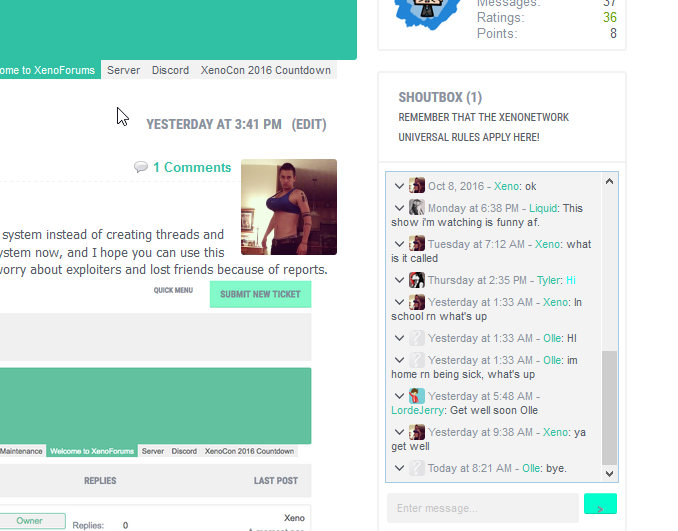 Messages: 37
Ratings: 36
Points: 8
ome to XenoForums Server Discord XenoCon 2016 Countdown
YESTERDAY AT 3:41 PM (EDIT)
1 Comments
system instead of creating threads and
ystem now, and I hope you can use this
worry about exploiters and lost friends because of reports.
QUICK MENU SUBMIT NEW TICKET
Maintenance Welcome to XenoForums Server Discord XenoCon 2016 Countdown
REPLIES LAST POST
Owner Replies: 0 Xeno
A moment ago
SHOUTBOX (1)
REMEMBER THAT THE XENONETWORK
UNIVERSAL RULES APPLY HERE!
Oct 8, 2016 - Xeno: ok
Monday at 6:38 PM - Liquid: This
show i'm watching is funny af.
Tuesday at 7:12 AM - Xeno: what
is it called
Thursday at 2:35 PM - Tyler: Hi
Yesterday at 1:33 AM - Xeno: In
school rn what's up
Yesterday at 1:33 AM - Olle: HI
Yesterday at 1:33 AM - Olle: im
home rn being sick, what's up
Yesterday at 5:48 AM -
LordeJerry: Get well soon Olle
Yesterday at 9:38 AM - Xeno: ya
get well
Today at 8:21 AM - Olle: bye.
Enter message...